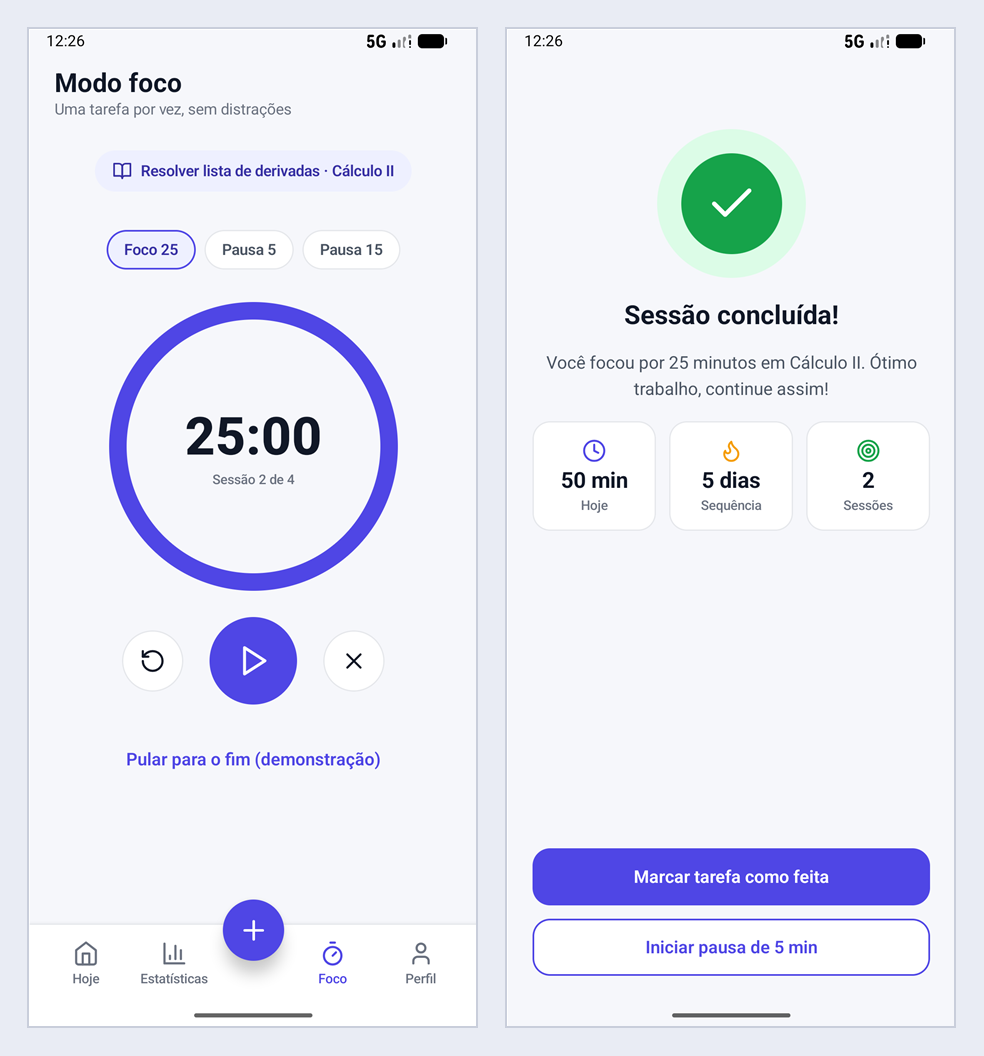 12:26
5G
Modo foco
Uma tarefa por vez, sem distrações
Resolver lista de derivadas · Cálculo II
Foco 25
Pausa 5
Pausa 15
25:00
Sessão 2 de 4
Pular para o fim (demonstração)
Hoje
Estatísticas
Foco
Perfil
12:26
5G
Sessão concluída!
Você focou por 25 minutos em Cálculo II. Ótimo
trabalho, continue assim!
50 min
Hoje
5 dias
Sequência
2
Sessões
Marcar tarefa como feita
Iniciar pausa de 5 min